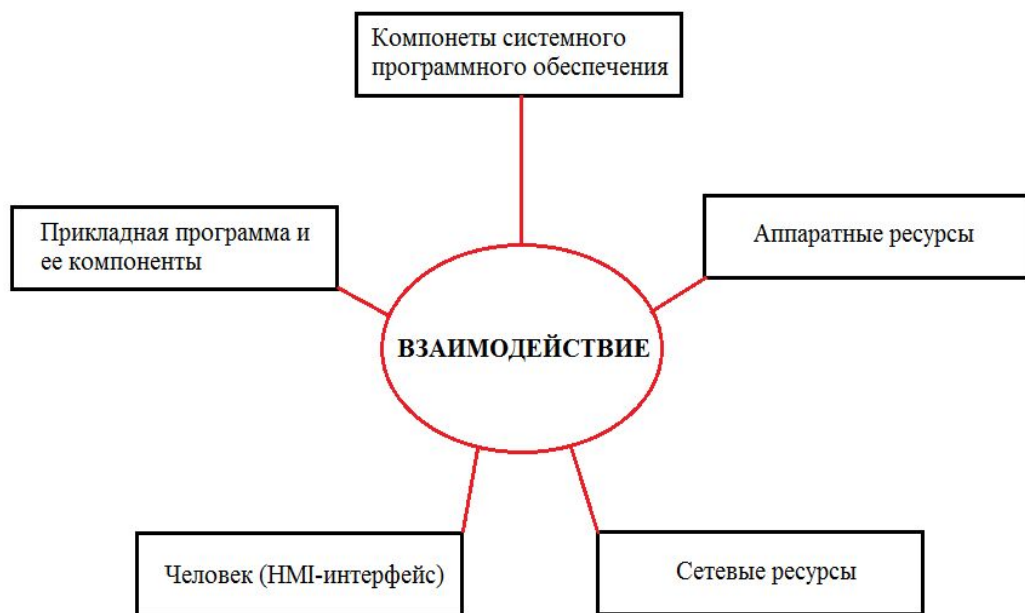 Компонеты системного
программного обеспечения
Прикладная программа и
ее компоненты
Аппаратные ресурсы
ВЗАИМОДЕЙСТВИЕ
Человек (HMI-интерфейс)
Сетевые ресурсы